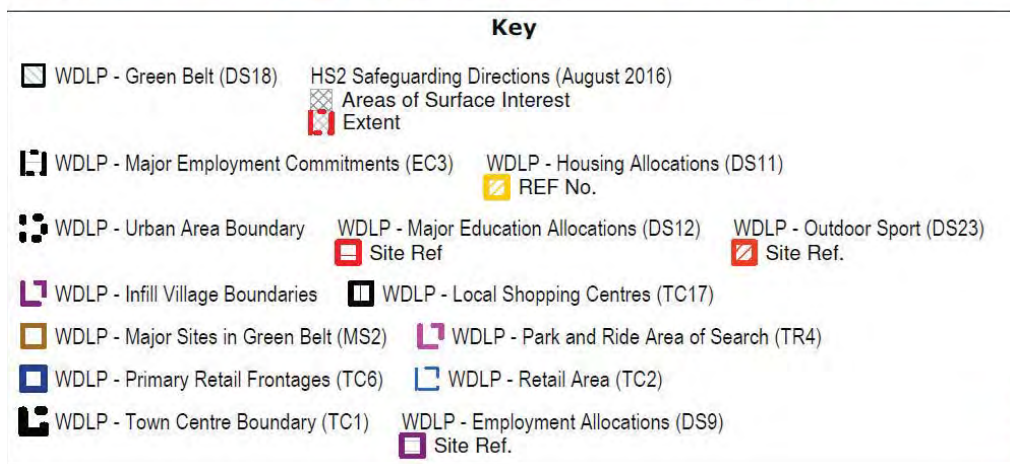 Key
WDLP - Green Belt (DS18) HS2 Safeguarding Directions (August 2016)
Areas of Surface Interest
Extent
WDLP - Major Employment Commitments (EC3) WDLP - Housing Allocations (DS11)
REF No.
WDLP - Urban Area Boundary WDLP - Major Education Allocations (DS12) WDLP - Outdoor Sport (DS23)
Site Ref Site Ref.
WDLP - Infill Village Boundaries WDLP - Local Shopping Centres (TC17)
WDLP - Major Sites in Green Belt (MS2) WDLP - Park and Ride Area of Search (TR4)
WDLP - Primary Retail Frontages (TC6) WDLP - Retail Area (TC2)
WDLP - Town Centre Boundary (TC1) WDLP - Employment Allocations (DS9)
Site Ref.